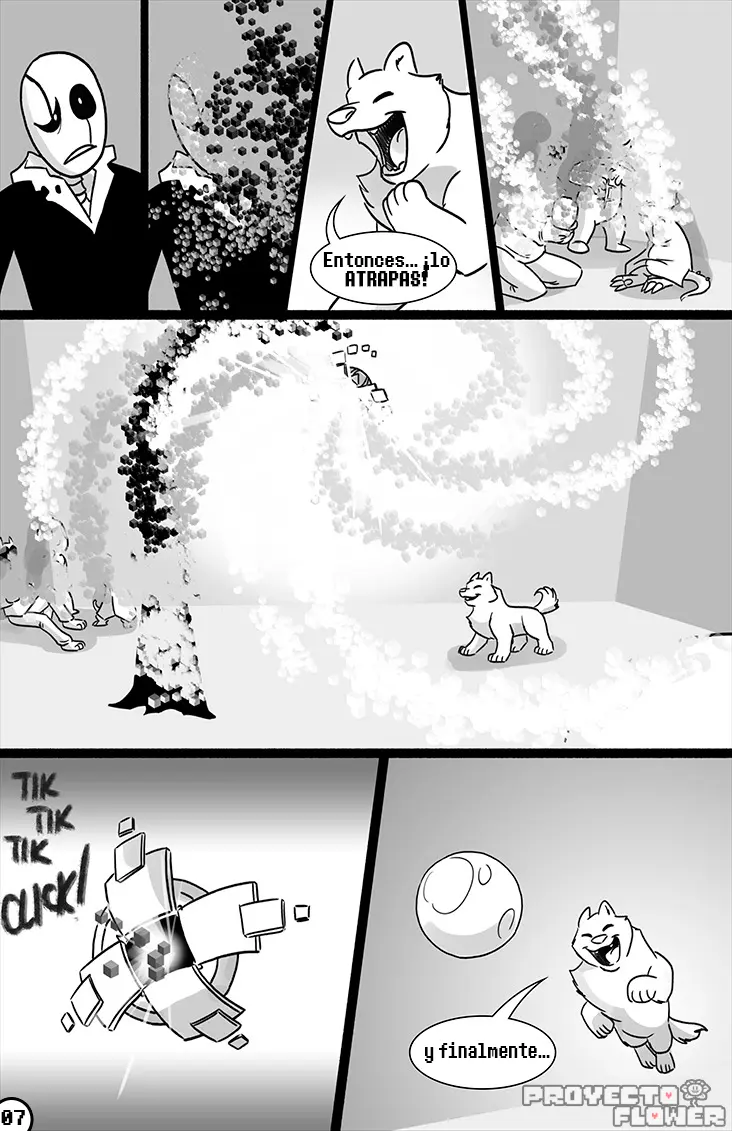 Entonces... ¡lo
ATRAPAS!
TIK
TIK
TIK
CLICK!
y finalmente...
07
PROYECTO
FLOWER